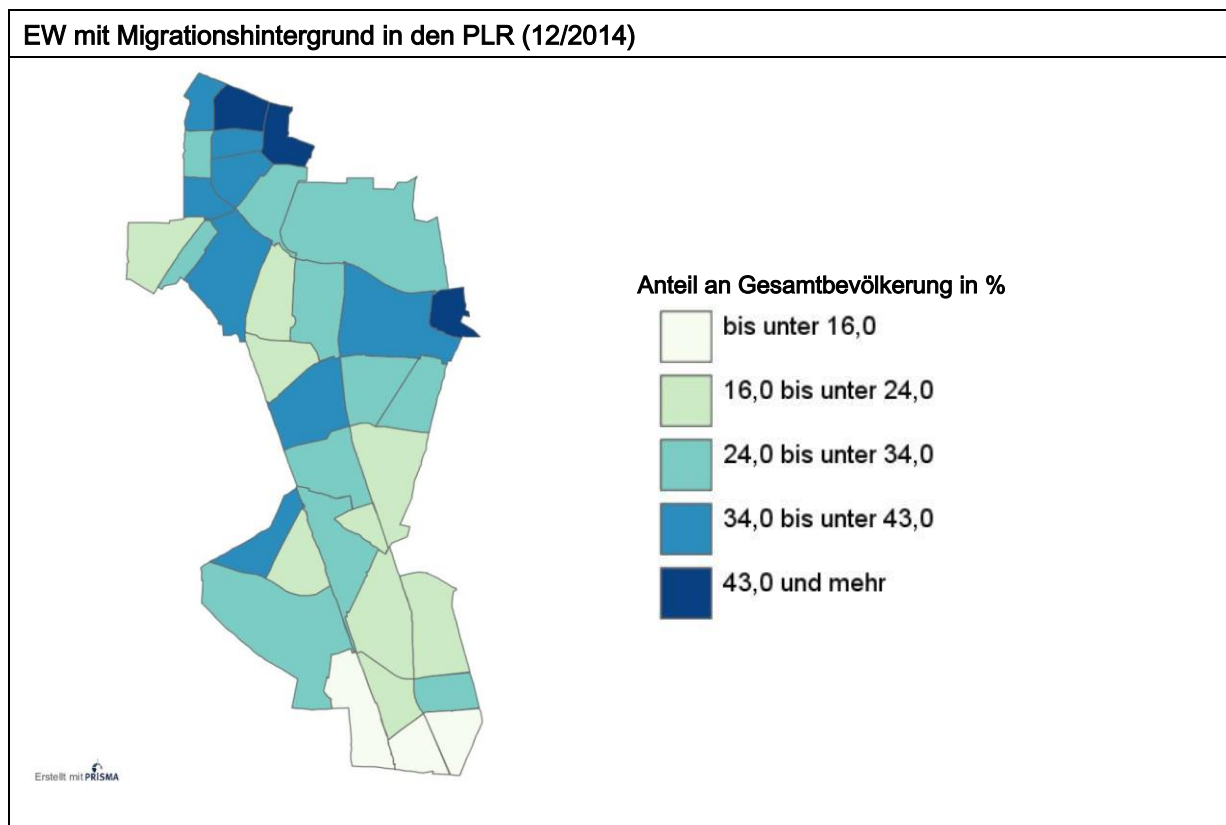 EW mit Migrationshintergrund in den PLR (12/2014)
Anteil an Gesamtbevölkerung in %
bis unter 16,0
16,0 bis unter 24,0
24,0 bis unter 34,0
34,0 bis unter 43,0
43,0 und mehr
Erstellt mit PRISMA